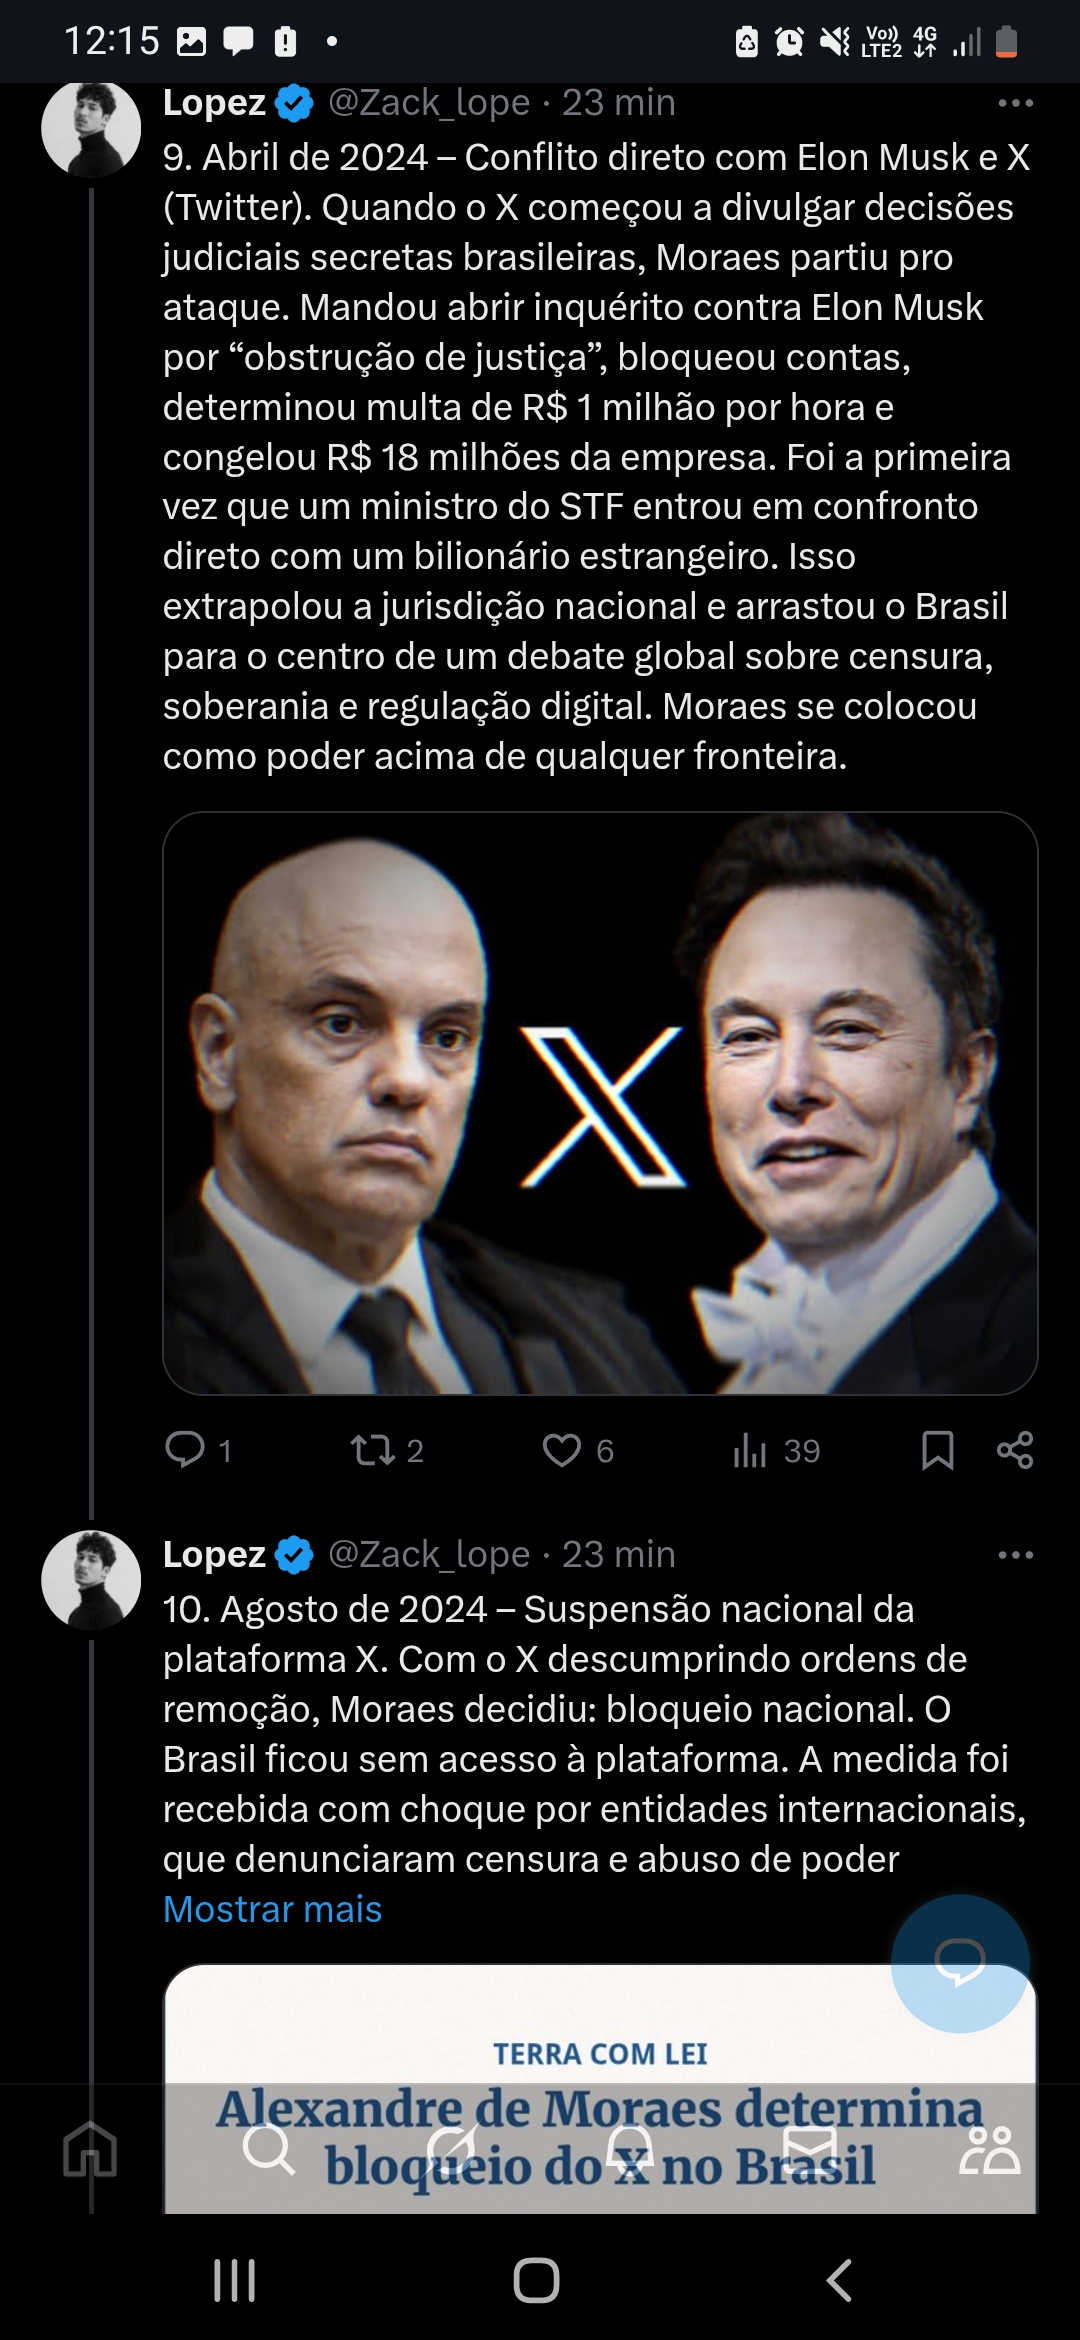 12:15
Vo)) LTE2 4G
Lopez @Zack_lope · 23 min
9. Abril de 2024 – Conflito direto com Elon Musk e X
(Twitter). Quando o X começou a divulgar decisões
judiciais secretas brasileiras, Moraes partiu pro
ataque. Mandou abrir inquérito contra Elon Musk
por “obstrução de justiça”, bloqueou contas,
determinou multa de R$ 1 milhão por hora e
congelou R$ 18 milhões da empresa. Foi a primeira
vez que um ministro do STF entrou em confronto
direto com um bilionário estrangeiro. Isso
extrapolou a jurisdição nacional e arrastou o Brasil
para o centro de um debate global sobre censura,
soberania e regulação digital. Moraes se colocou
como poder acima de qualquer fronteira.
X
1 2 6 39
Lopez @Zack_lope · 23 min
10. Agosto de 2024 – Suspensão nacional da
plataforma X. Com o X descumprindo ordens de
remoção, Moraes decidiu: bloqueio nacional. O
Brasil ficou sem acesso à plataforma. A medida foi
recebida com choque por entidades internacionais,
que denunciaram censura e abuso de poder
Mostrar mais
TERRA COM LEI
Alexandre de Moraes determina
bloqueio do X no Brasil